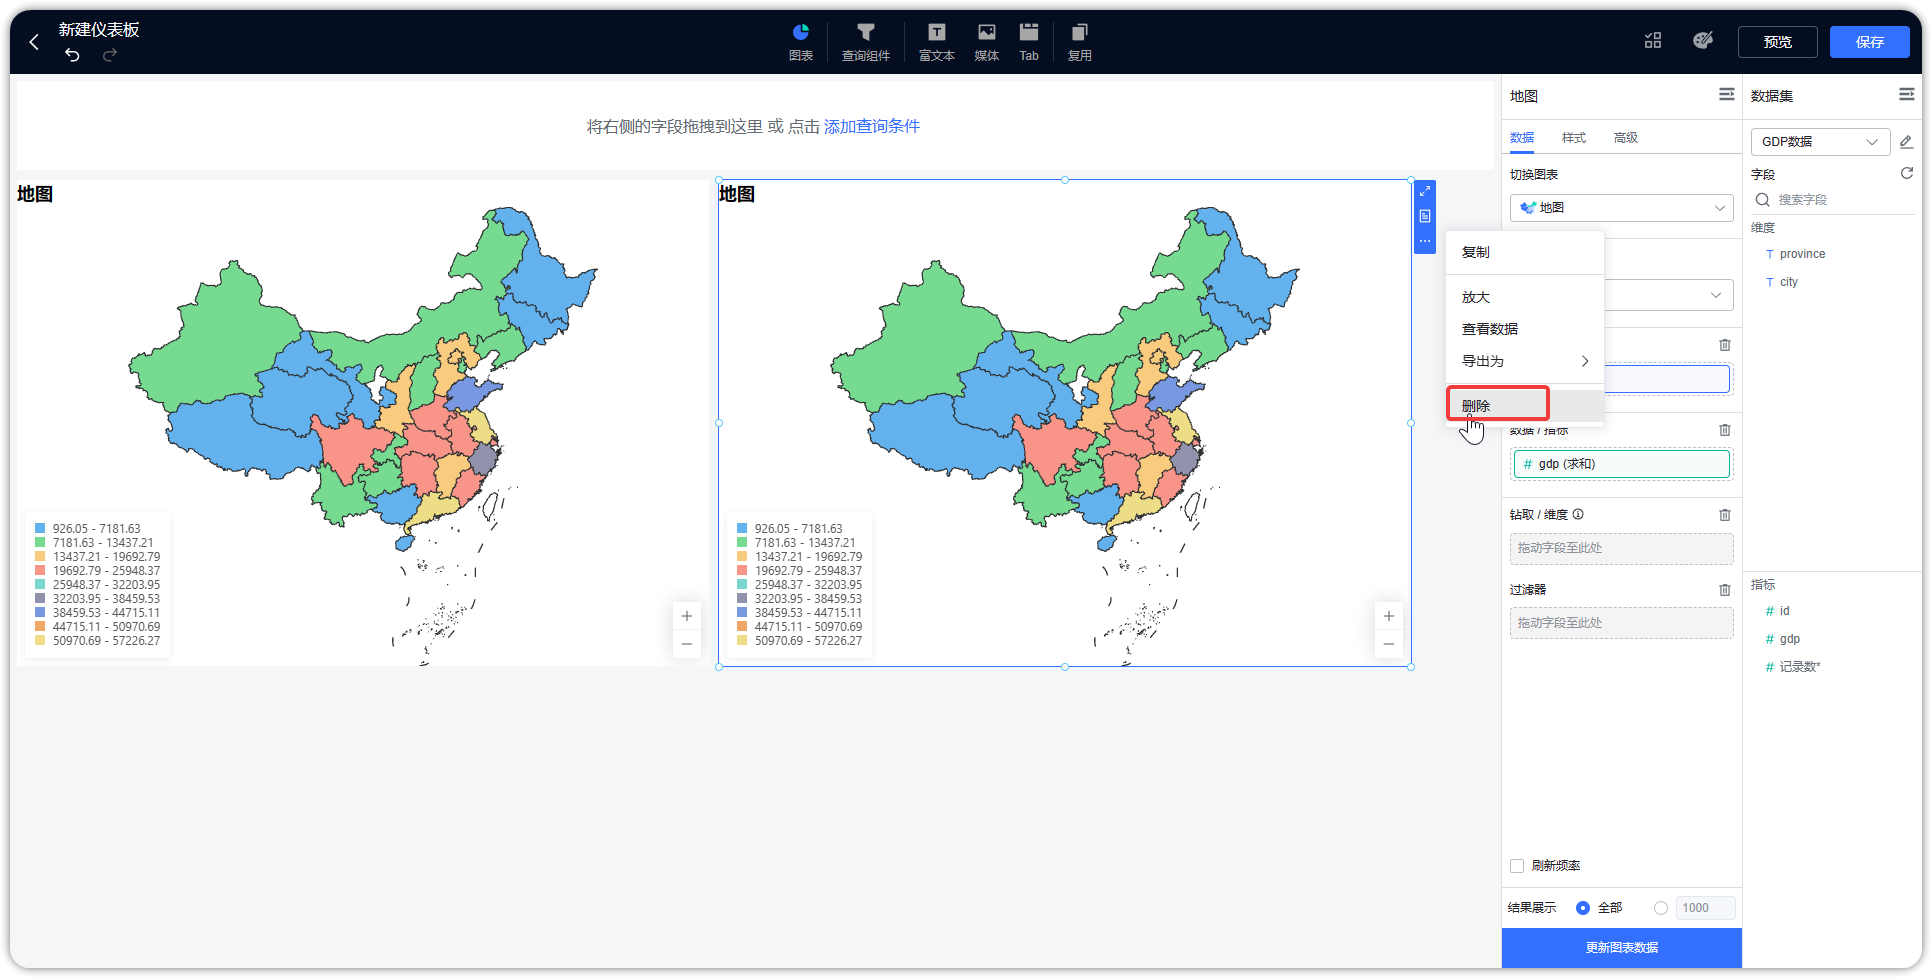 新建仪表板
图表
查询组件
富文本
媒体
Tab
复用
预览
保存
将右侧的字段拖拽到这里 或 点击 添加查询条件
地图
926.05 - 7181.63
7181.63 - 13437.21
13437.21 - 19692.79
19692.79 - 25948.37
25948.37 - 32203.95
32203.95 - 38459.53
38459.53 - 44715.11
44715.11 - 50970.69
50970.69 - 57226.27
地图
926.05 - 7181.63
7181.63 - 13437.21
13437.21 - 19692.79
19692.79 - 25948.37
25948.37 - 32203.95
32203.95 - 38459.53
38459.53 - 44715.11
44715.11 - 50970.69
50970.69 - 57226.27
复制
放大
查看数据
导出为
删除
地图
数据
样式
高级
切换图表
地图
数据 / 指标
# gdp (求和)
钻取 / 维度
拖动字段至此处
过滤器
拖动字段至此处
刷新频率
结果展示
全部
1000
更新图表数据
数据集
GDP数据
字段
搜索字段
维度
T province
T city
指标
# id
# gdp
# 记录数*